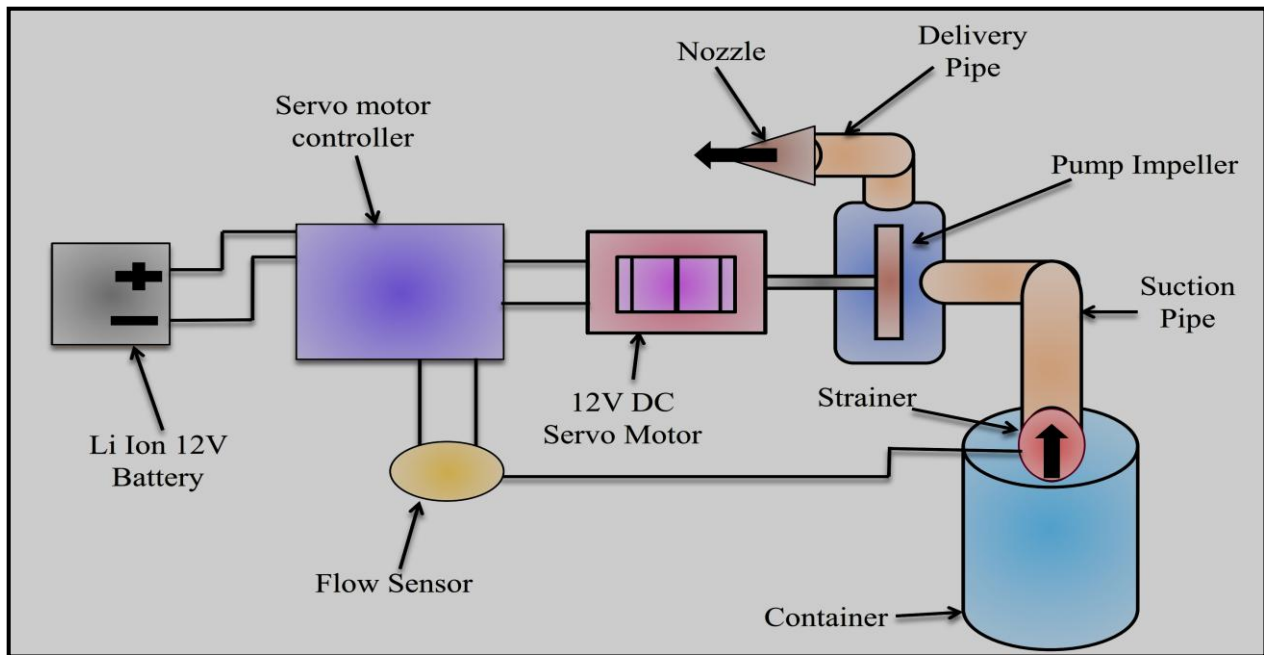 Nozzle
Delivery
Pipe
Servo motor
controller
Pump Impeller
Suction
Pipe
Strainer
12V DC
Servo Motor
Li Ion 12V
Battery
Flow Sensor
Container